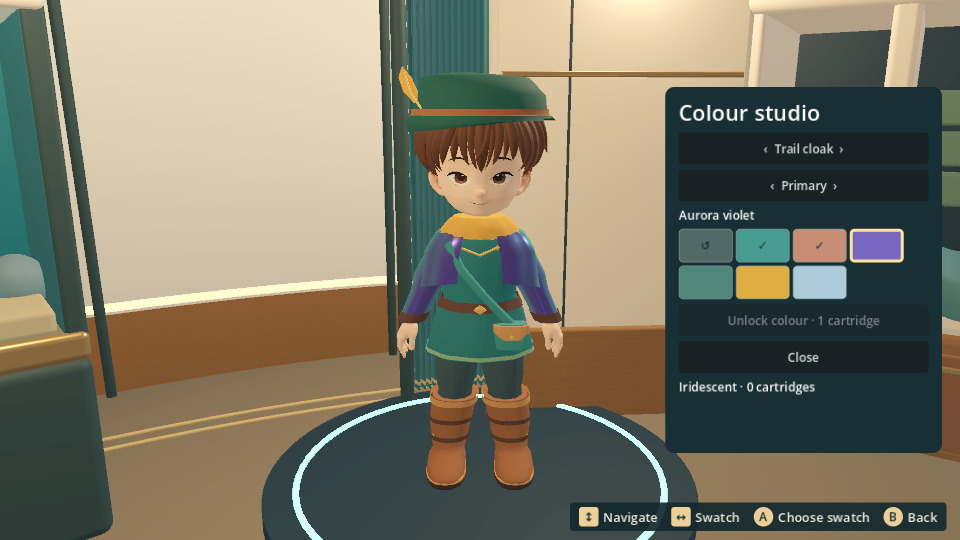 Colour studio
‹ Trail cloak ›
‹ Primary ›
Aurora violet
Unlock colour · 1 cartridge
Close
Iridescent · 0 cartridges
Navigate Swatch A Choose swatch B Back